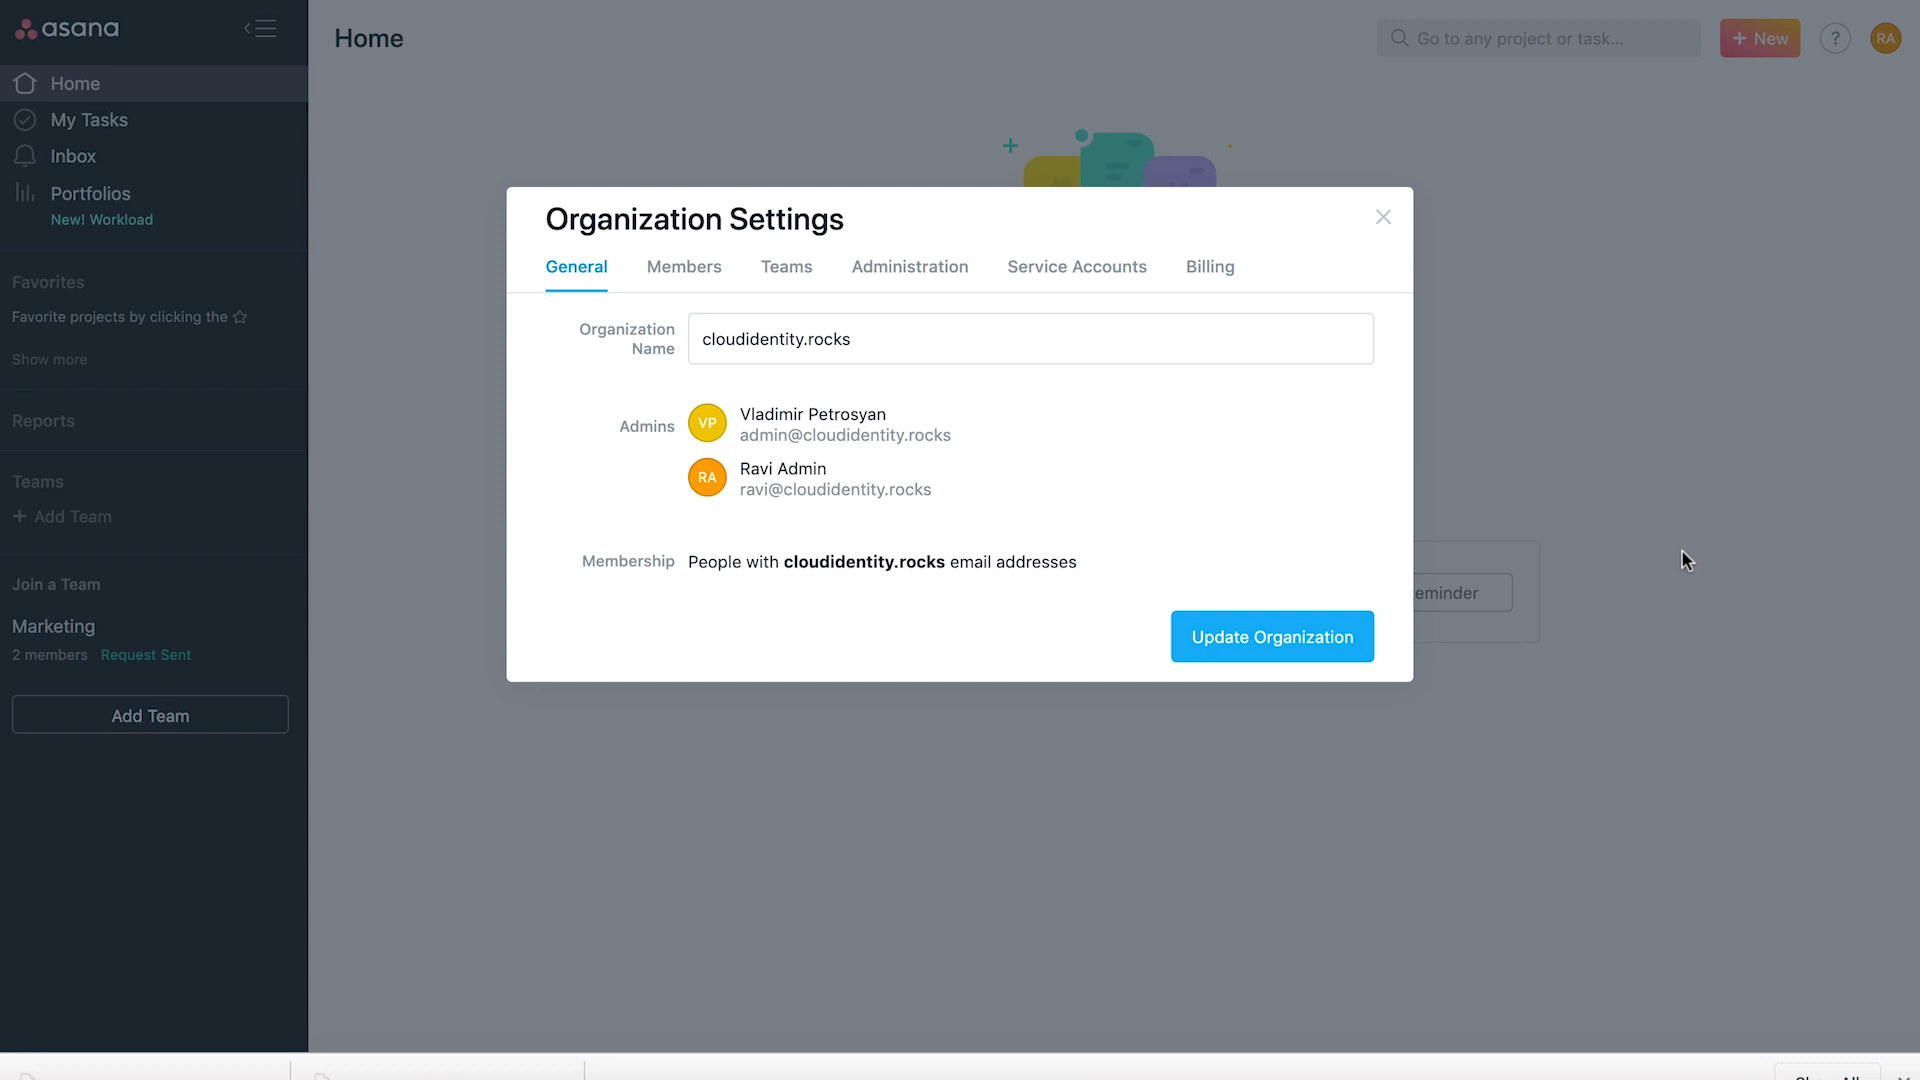 asana
Home
My Tasks
Inbox
Portfolios
New! Workload
Favorites
Favorite projects by clicking the
Show more
Reports
Teams
+ Add Team
Join a Team
Marketing
2 members Request Sent
Add Team
Home
Go to any project or task...
+ New
?
RA
Organization Settings
General Members Teams Administration Service Accounts Billing
Organization
Name
cloudidentity.rocks
Admins
VP
Vladimir Petrosyan
admin@cloudidentity.rocks
RA
Ravi Admin
ravi@cloudidentity.rocks
Membership People with cloudidentity.rocks email addresses
Update Organization
eminder